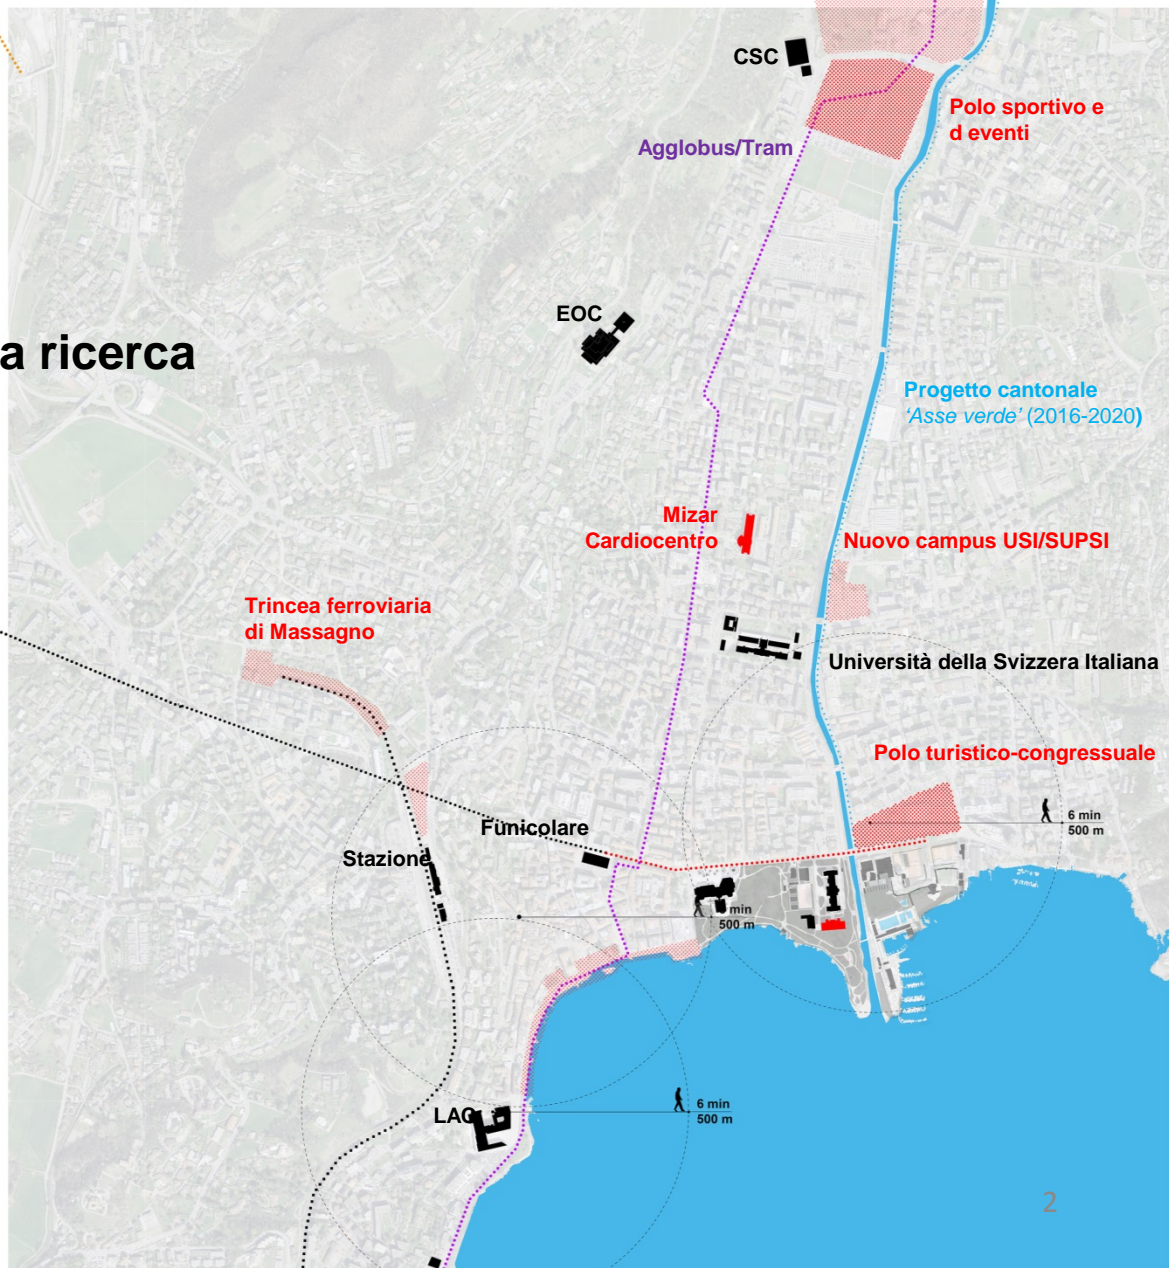 CSC
Polo sportivo e
d eventi
Agglobus/Tram
EOC
a ricerca
Progetto cantonale
'Asse verde' (2016-2020)
Mizar
Cardiocentro
Nuovo campus USI/SUPSI
Trincea ferroviaria
di Massagno
Università della Svizzera Italiana
Polo turistico-congressuale
6 min
500 m
Funicolare
Stazione
min
500 m
LAC
6 min
500 m
2